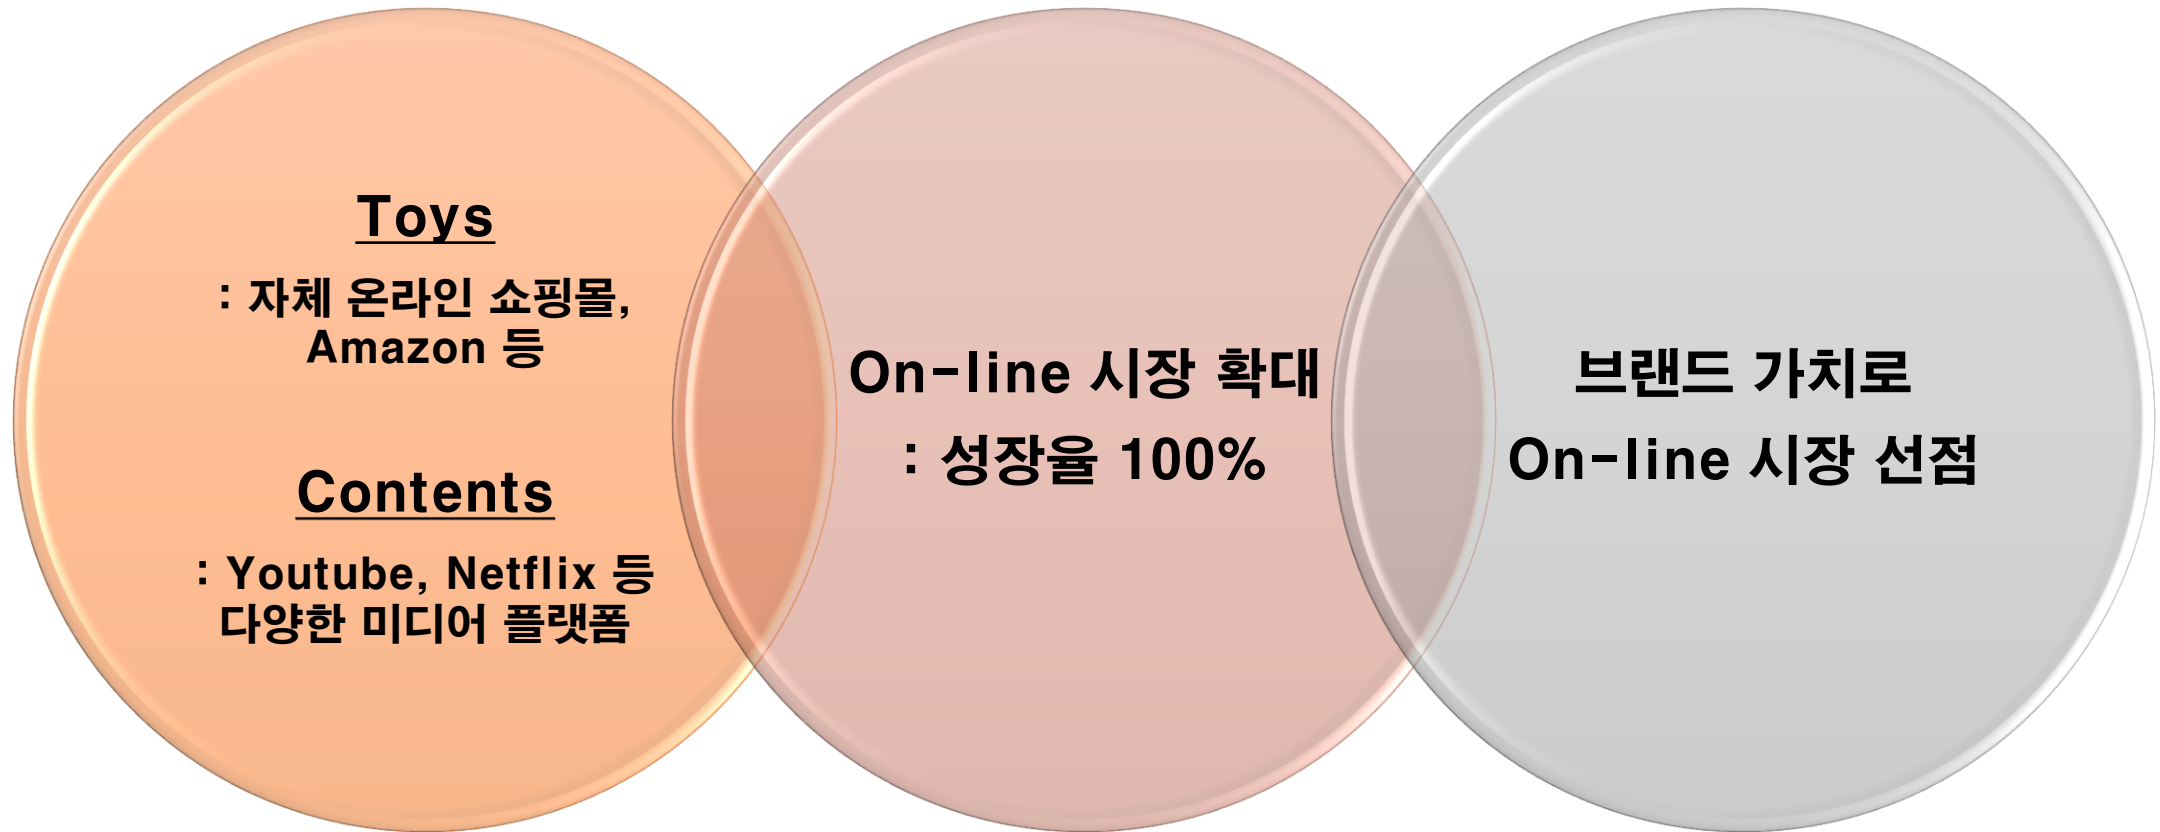 Toys
: 자체 온라인 쇼핑몰,
Amazon 등
Contents
: Youtube, Netflix 등
다양한 미디어 플랫폼
On-line 시장 확대
: 성장율 100%
브랜드 가치로
On-line 시장 선점